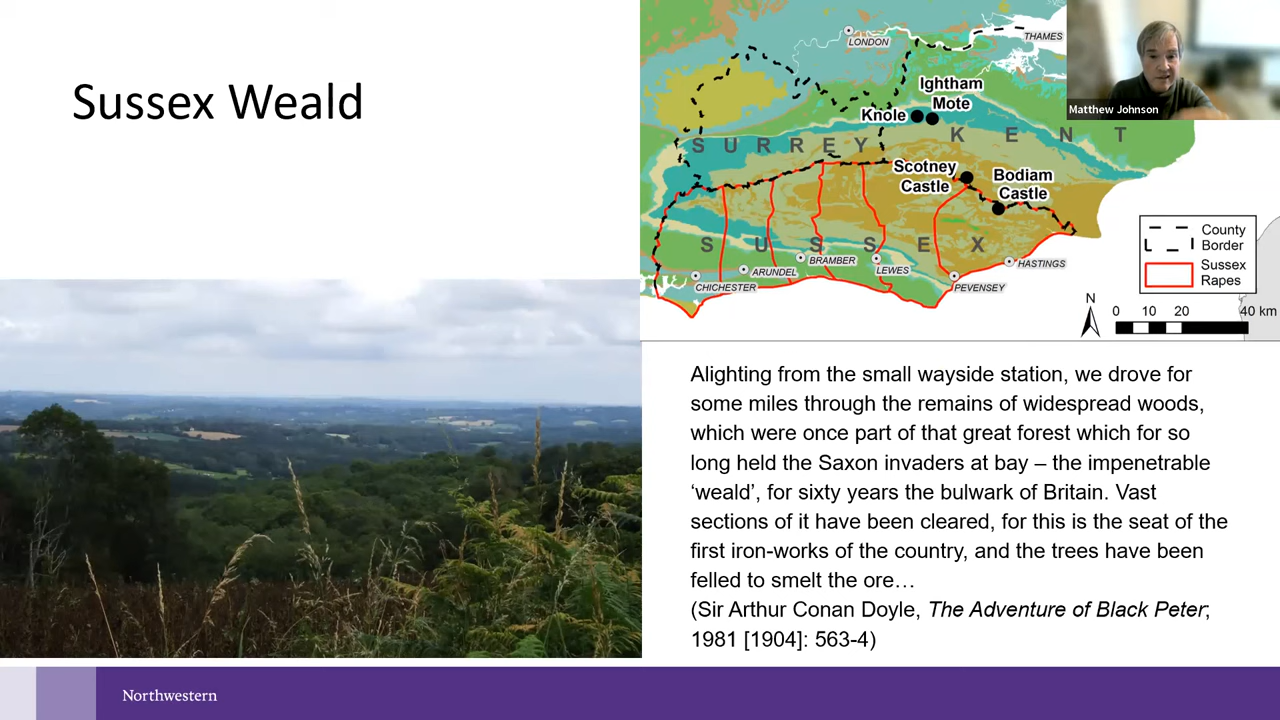 Sussex Weald
LONDON
THAMES
Matthew Johnson
Ightham
Mote
Knole
SURREY
KENT
Scotney
Castle
Bodiam
Castle
SUSSEX
CHICHESTER
ARUNDEL
BRAMBER
LEWES
PEVENSEY
HASTINGS
County
Border
Sussex
Rapes
N
0 10 20 40 km
Alighting from the small wayside station, we drove for
some miles through the remains of widespread woods,
which were once part of that great forest which for so
long held the Saxon invaders at bay – the impenetrable
‘weald’, for sixty years the bulwark of Britain. Vast
sections of it have been cleared, for this is the seat of the
first iron-works of the country, and the trees have been
felled to smelt the ore…
(Sir Arthur Conan Doyle, The Adventure of Black Peter;
1981 [1904]: 563-4)
Northwestern